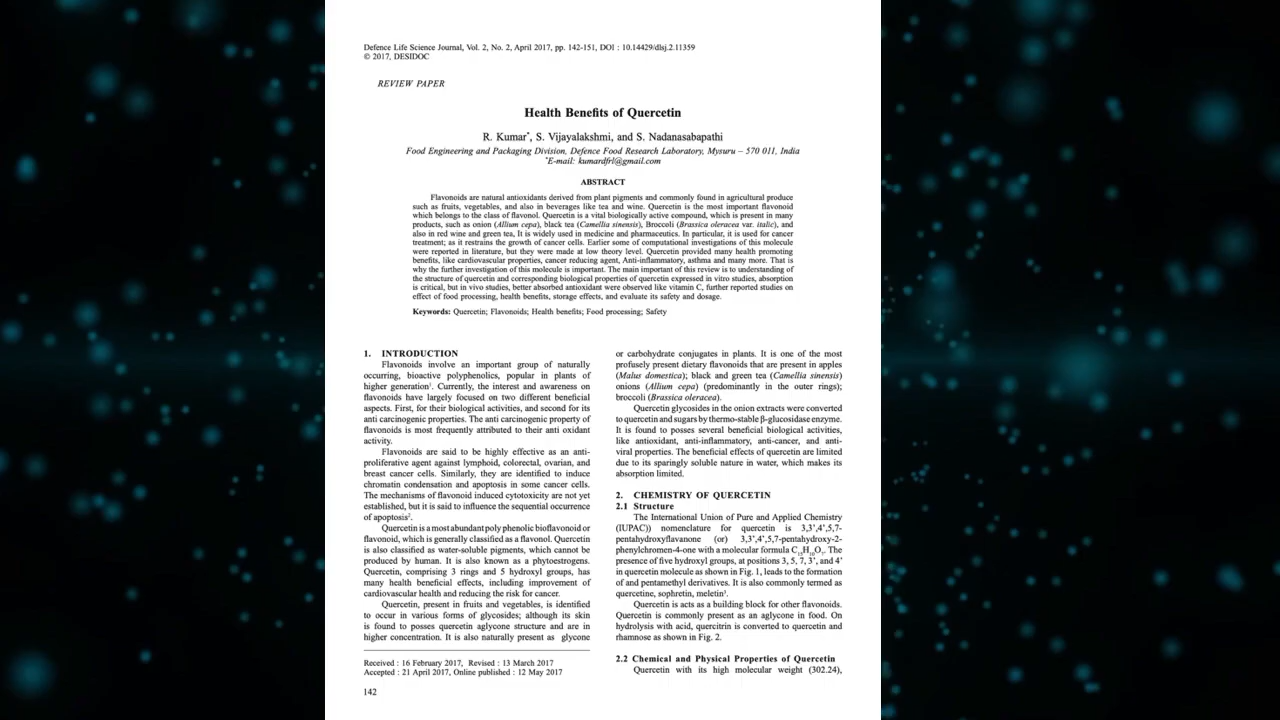 Defence Life Science Journal, Vol. 2, No. 2, April 2017, pp. 142-151, DOI : 10.14429/dlsj.2.11359
© 2017, DESIDOC
REVIEW PAPER
Health Benefits of Quercetin
R. Kumar*, S. Vijayalakshmi, and S. Nadanasabapathi
Food Engineering and Packaging Division, Defence Food Research Laboratory, Mysuru – 570 011, India
*E-mail: kumardfrl@gmail.com
ABSTRACT
Flavonoids are natural antioxidants derived from plant pigments and commonly found in agricultural produce
such as fruits, vegetables, and also in beverages like tea and wine. Quercetin is the most important flavonoid
which belongs to the class of flavonol. Quercetin is a vital biologically active compound, which is present in many
products, such as onion (Allium cepa), black tea (Camellia sinensis), Broccoli (Brassica oleracea var. italic), and
also in red wine and green tea, It is widely used in medicine and pharmaceutics. In particular, it is used for cancer
treatment; as it restrains the growth of cancer cells. Earlier some of computational investigations of this molecule
were reported in literature, but they were made at low theory level. Quercetin provided many health promoting
benefits, like cardiovascular properties, cancer reducing agent, Anti-inflammatory, asthma and many more. That is
why the further investigation of this molecule is important. The main important of this review is to understanding of
the structure of quercetin and corresponding biological properties of quercetin expressed in vitro studies, absorption
is critical, but in vivo studies, better absorbed antioxidant were observed like vitamin C, further reported studies on
effect of food processing, health benefits, storage effects, and evaluate its safety and dosage.
Keywords: Quercetin; Flavonoids; Health benefits; Food processing; Safety
1. INTRODUCTION
Flavonoids involve an important group of naturally
occurring, bioactive polyphenolics, popular in plants of
higher generation1. Currently, the interest and awareness on
flavonoids have largely focused on two different beneficial
aspects. First, for their biological activities, and second for its
anti carcinogenic properties. The anti carcinogenic property of
flavonoids is most frequently attributed to their anti oxidant
activity.
Flavonoids are said to be highly effective as an anti-
proliferative agent against lymphoid, colorectal, ovarian, and
breast cancer cells. Similarly, they are identified to induce
chromatin condensation and apoptosis in some cancer cells.
The mechanisms of flavonoid induced cytotoxicity are not yet
established, but it is said to influence the sequential occurrence
of apoptosis2.
Quercetin is a most abundant poly phenolic bioflavonoid or
flavonoid, which is generally classified as a flavonol. Quercetin
is also classified as water-soluble pigments, which cannot be
produced by human. It is also known as a phytoestrogens.
Quercetin, comprising 3 rings and 5 hydroxyl groups, has
many health beneficial effects, including improvement of
cardiovascular health and reducing the risk for cancer.
Quercetin, present in fruits and vegetables, is identified
to occur in various forms of glycosides; although its skin
is found to posses quercetin aglycone structure and are in
higher concentration. It is also naturally present as glycone
Received : 16 February 2017, Revised : 13 March 2017
Accepted : 21 April 2017, Online published : 12 May 2017
142
or carbohydrate conjugates in plants. It is one of the most
profusely present dietary flavonoids that are present in apples
(Malus domestica); black and green tea (Camellia sinensis)
onions (Allium cepa) (predominantly in the outer rings);
broccoli (Brassica oleracea).
Quercetin glycosides in the onion extracts were converted
to quercetin and sugars by thermo-stable β-glucosidase enzyme.
It is found to posses several beneficial biological activities,
like antioxidant, anti-inflammatory, anti-cancer, and anti-
viral properties. The beneficial effects of quercetin are limited
due to its sparingly soluble nature in water, which makes its
absorption limited.
2. CHEMISTRY OF QUERCETIN
2.1 Structure
The International Union of Pure and Applied Chemistry
(IUPAC)) nomenclature for quercetin is 3,3’,4’,5,7-
pentahydroxyflavanone (or) 3,3’,4’,5,7-pentahydroxy-2-
phenylchromen-4-one with a molecular formula C15H10O7. The
presence of five hydroxyl groups, at positions 3, 5, 7, 3’, and 4’
in quercetin molecule as shown in Fig. 1, leads to the formation
of and pentamethyl derivatives. It is also commonly termed as
quercetine, sophretin, meletin3.
Quercetin is acts as a building block for other flavonoids.
Quercetin is commonly present as an aglycone in food. On
hydrolysis with acid, quercitrin is converted to quercetin and
rhamnose as shown in Fig. 2.
2.2 Chemical and Physical Properties of Quercetin
Quercetin with its high molecular weight (302.24),